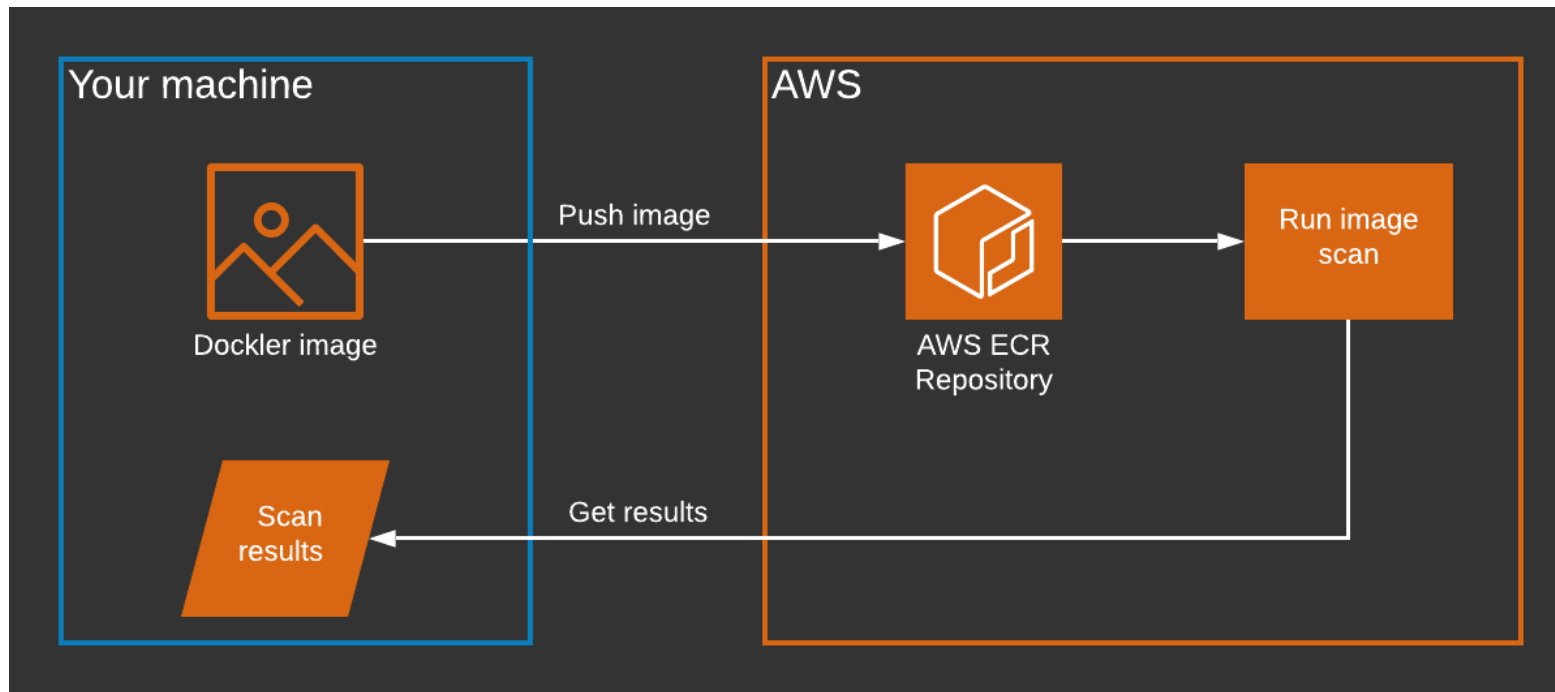 Your machine
AWS
Push image
Run image
scan
Dockler image
AWS ECR
Repository
Scan
results
Get results